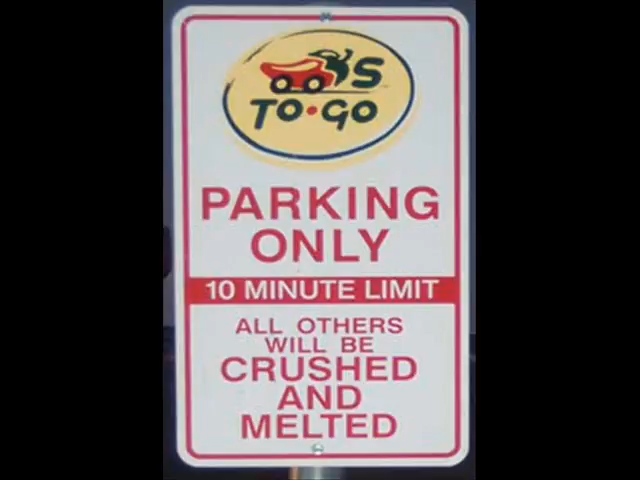 'S
TO • GO
PARKING
ONLY
10 MINUTE LIMIT
ALL OTHERS
WILL BE
CRUSHED
AND
MELTED